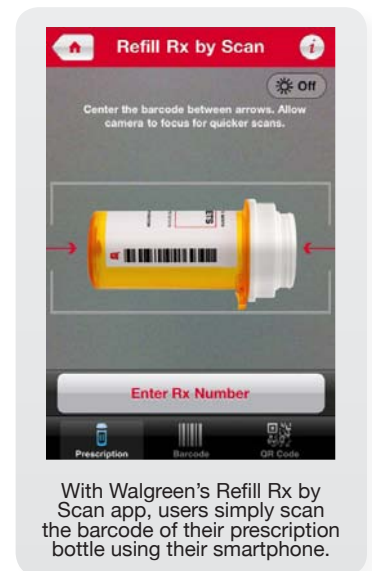 Refill Rx by Scan
i
Off
Center the barcode between arrows. Allow
camera to focus for quicker scans.
Enter Rx Number
Prescription
Barcode
QR Code
With Walgreen's Refill Rx by
Scan app, users simply scan
the barcode of their prescription
bottle using their smartphone.